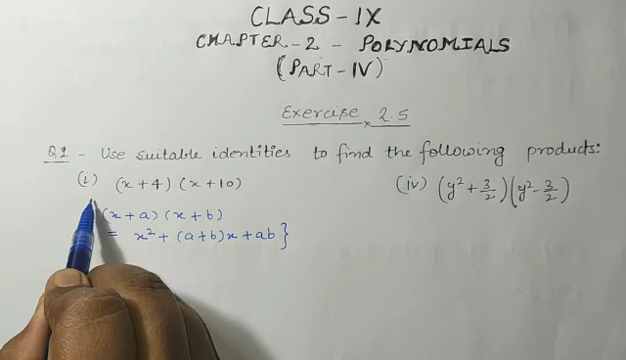 CLASS-IX
CHAPTER-2 - POLYNOMIALS
(PART-IV)
Exercise 2.5
Q1 - Use suitable identities to find the following products:
(i) (x+4)(x+10)
(iv) (y²+3/2)(y²-3/2)
(x+a)(x+b)
= x²+(a+b)x+ab}